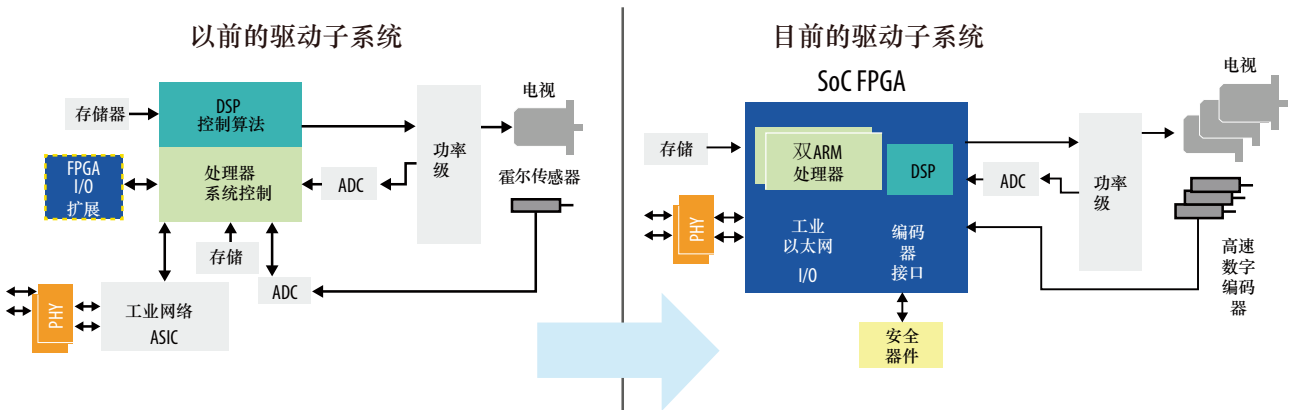 以前的驱动子系统
存储器
DSP
控制算法
处理器
系统控制
FPGA
I/O
扩展
ADC
功率
级
电视
霍尔传感器
存储
ADC
PHY
工业网络
ASIC
目前的驱动子系统
SoC FPGA
存储
双ARM
处理器
DSP
ADC
功率
级
电视
PHY
工业
以太网
I/O
编码
器
接口
高速
数字
编码
器
安全
器件